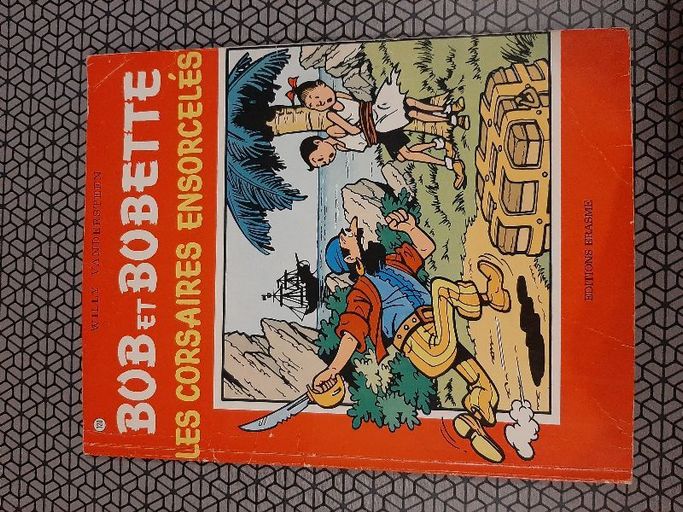 WILLY VANDERSTEEN
BOB ET BOBETTE
LES CORSAIRES ENSORCELÉS
EDITIONS ERASME